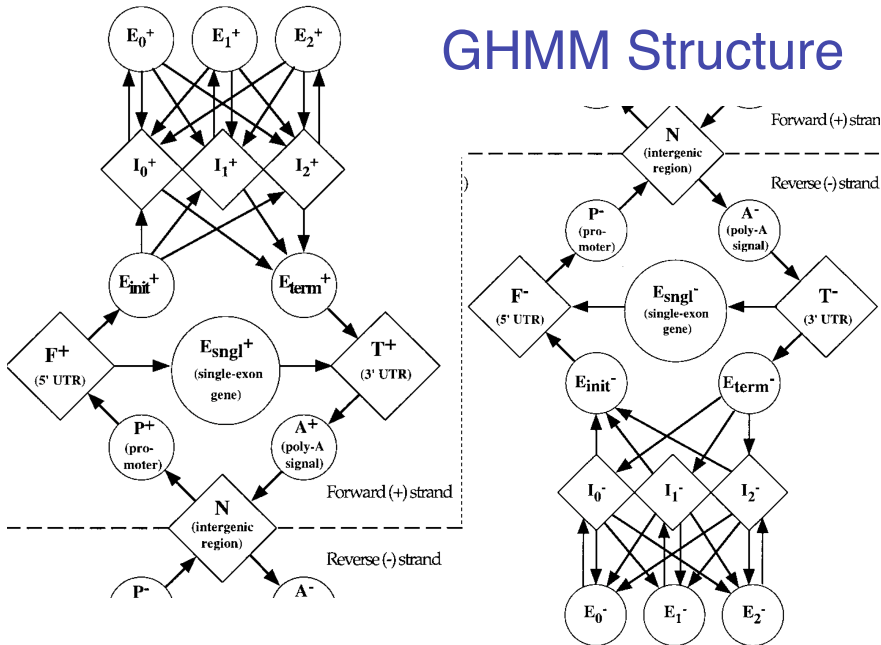 GHMM Structure
E₀⁺ E₁⁺ E₂⁺
I₀⁺ I₁⁺ I₂⁺
Einit⁺ Eterm⁺
F⁺
(5' UTR)
Esngl⁺
(single-exon
gene)
T⁺
(3' UTR)
P⁺
(pro-
moter)
A⁺
(poly-A
signal)
Forward (+) strand
N
(intergenic
region)
Reverse (-) strand
P⁻
A⁻
)
N
(intergenic
region)
Forward (+) stran
Reverse (-) strand
P⁻
(pro-
moter)
A⁻
(poly-A
signal)
F⁻
(5' UTR)
Esngl⁻
(single-exon
gene)
T⁻
(3' UTR)
Einit⁻ Eterm⁻
I₀⁻ I₁⁻ I₂⁻
E₀⁻ E₁⁻ E₂⁻